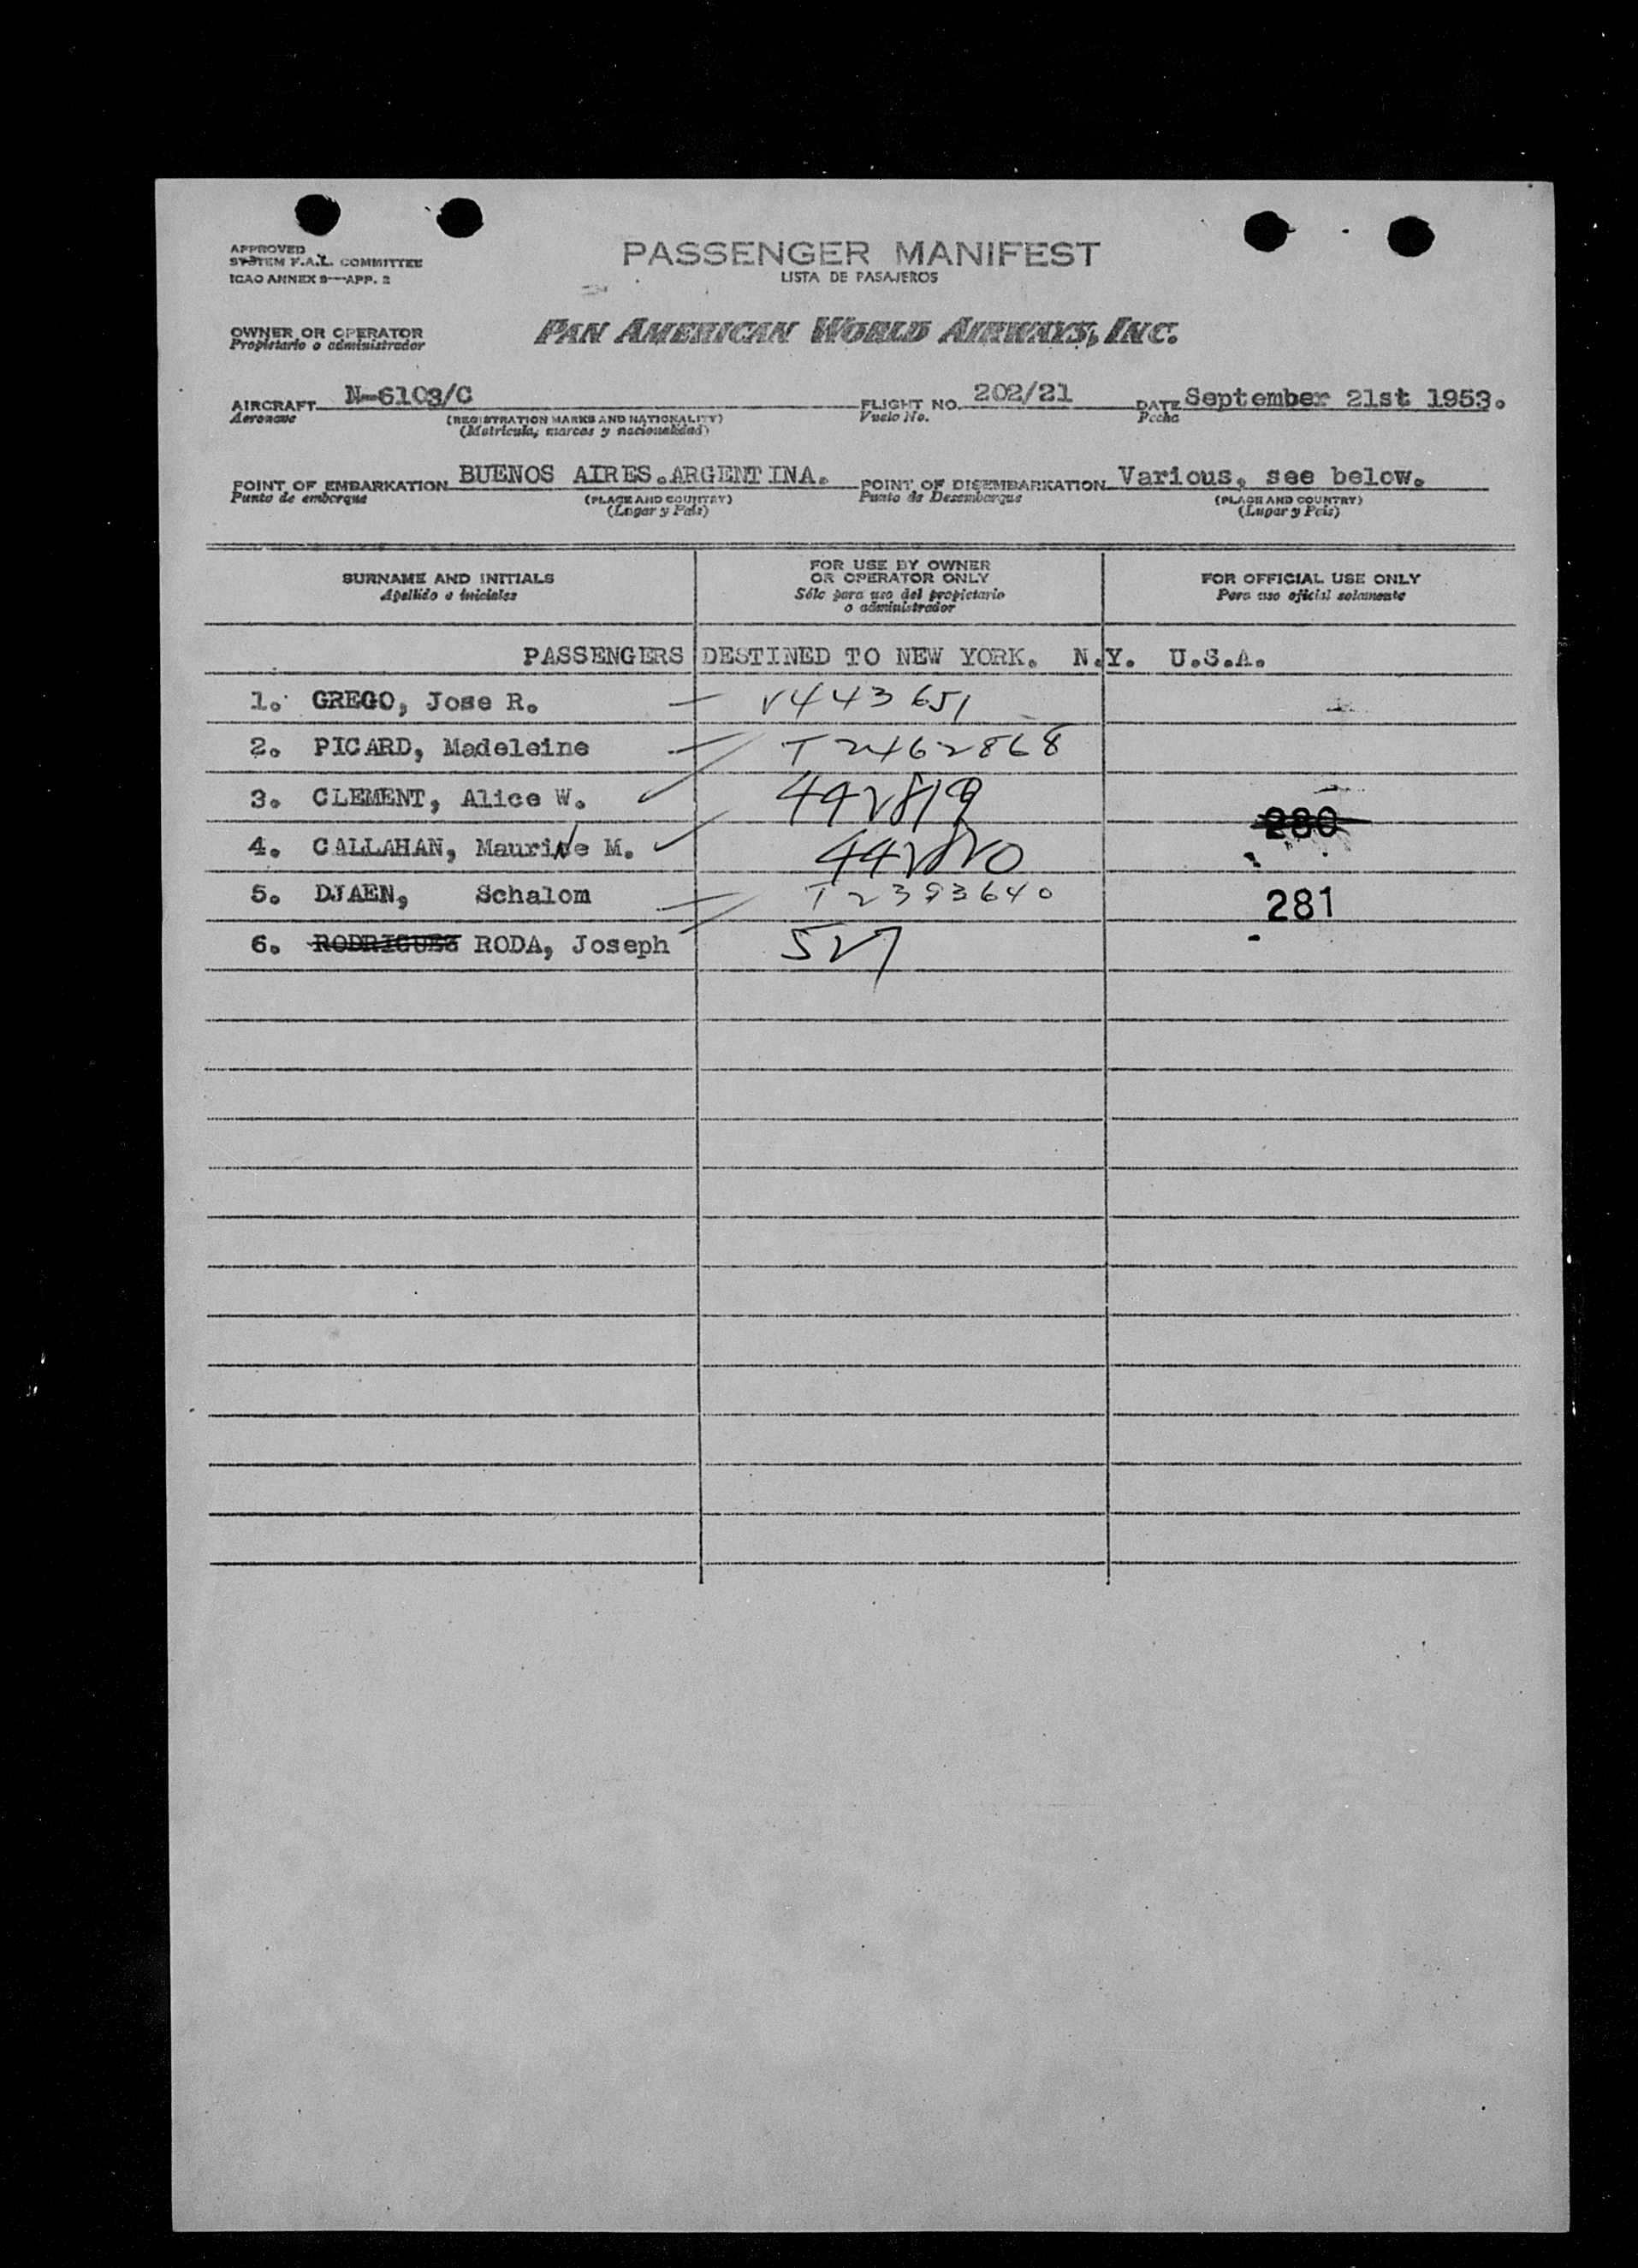 APPROVED
SYSTEM F.A.L. COMMITTEE
ICAO ANNEX 9—APP. 2
PASSENGER MANIFEST
LISTA DE PASAJEROS
OWNER OR OPERATOR
Propietario o administrador
PAN AMERICAN WORLD AIRWAYS, INC.
AIRCRAFT N-6103/C FLIGHT NO. 202/21 DATE September 21st 1953.
Aeronave (REGISTRATION MARKS AND NATIONALITY) Vuelo No. Fecha
(Matricula, marcas y nacionalidad)
POINT OF EMBARKATION BUENOS AIRES.ARGENTINA. POINT OF DISEMBARKATION Various, see below.
Punto de embarque (PLACE AND COUNTRY) Punto de Desembarque (PLACE AND COUNTRY)
(Lugar y Pais) (Lugar y Pais)
SURNAME AND INITIALS
Apellido e iniciales
FOR USE BY OWNER
OR OPERATOR ONLY
Sólo para uso del propietario
o administrador
FOR OFFICIAL USE ONLY
Para uso oficial solamente
PASSENGERS DESTINED TO NEW YORK. N.Y. U.S.A.
1. GREGO, Jose R. V443651
2. PICARD, Madeleine T2462868
3. CLEMENT, Alice W. 442819
280
4. CALLAHAN, Maurice M. 442820
5. DJAEN, Schalom T2393640 281
6. RODRIGUEZ RODA, Joseph 527